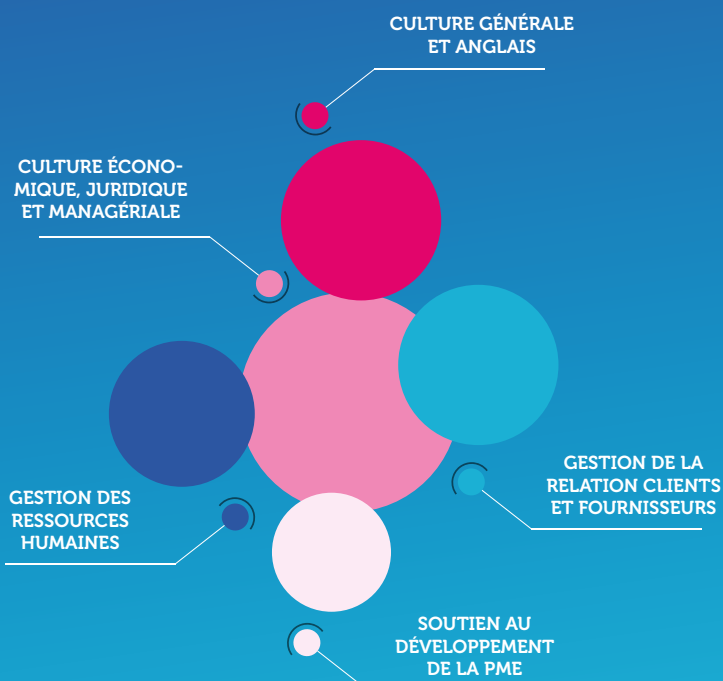 CULTURE GÉNÉRALE
ET ANGLAIS
CULTURE ÉCONO-
MIQUE, JURIDIQUE
ET MANAGÉRIALE
GESTION DE LA
RELATION CLIENTS
ET FOURNISSEURS
GESTION DES
RESSOURCES
HUMAINES
SOUTIEN AU
DÉVELOPPEMENT
DE LA PME